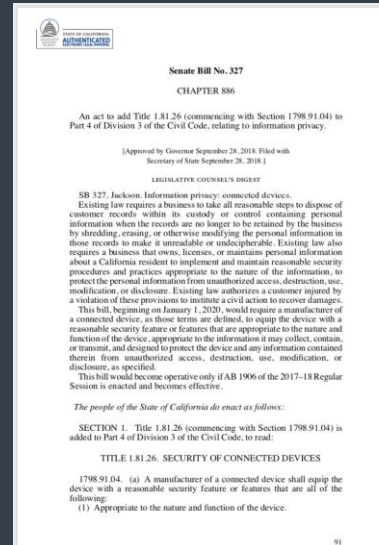 STATE OF CALIFORNIA
AUTHENTICATED
ELECTRONIC LEGAL MATERIAL
Senate Bill No. 327
CHAPTER 886
An act to add Title 1.81.26 (commencing with Section 1798.91.04) to
Part 4 of Division 3 of the Civil Code, relating to information privacy.
[Approved by Governor September 28, 2018. Filed with
Secretary of State September 28, 2018.]
LEGISLATIVE COUNSEL'S DIGEST
SB 327, Jackson. Information privacy: connected devices.
Existing law requires a business to take all reasonable steps to dispose of
customer records within its custody or control containing personal
information when the records are no longer to be retained by the business
by shredding, erasing, or otherwise modifying the personal information in
those records to make it unreadable or undecipherable. Existing law also
requires a business that owns, licenses, or maintains personal information
about a California resident to implement and maintain reasonable security
procedures and practices appropriate to the nature of the information, to
protect the personal information from unauthorized access, destruction, use,
modification, or disclosure. Existing law authorizes a customer injured by
a violation of these provisions to institute a civil action to recover damages.
This bill, beginning on January 1, 2020, would require a manufacturer of
a connected device, as those terms are defined, to equip the device with a
reasonable security feature or features that are appropriate to the nature and
function of the device, appropriate to the information it may collect, contain,
or transmit, and designed to protect the device and any information contained
therein from unauthorized access, destruction, use, modification, or
disclosure, as specified.
This bill would become operative only if AB 1906 of the 2017–18 Regular
Session is enacted and becomes effective.
The people of the State of California do enact as follows:
SECTION 1. Title 1.81.26 (commencing with Section 1798.91.04) is
added to Part 4 of Division 3 of the Civil Code, to read:
TITLE 1.81.26. SECURITY OF CONNECTED DEVICES
1798.91.04. (a) A manufacturer of a connected device shall equip the
device with a reasonable security feature or features that are all of the
following:
(1) Appropriate to the nature and function of the device.
91